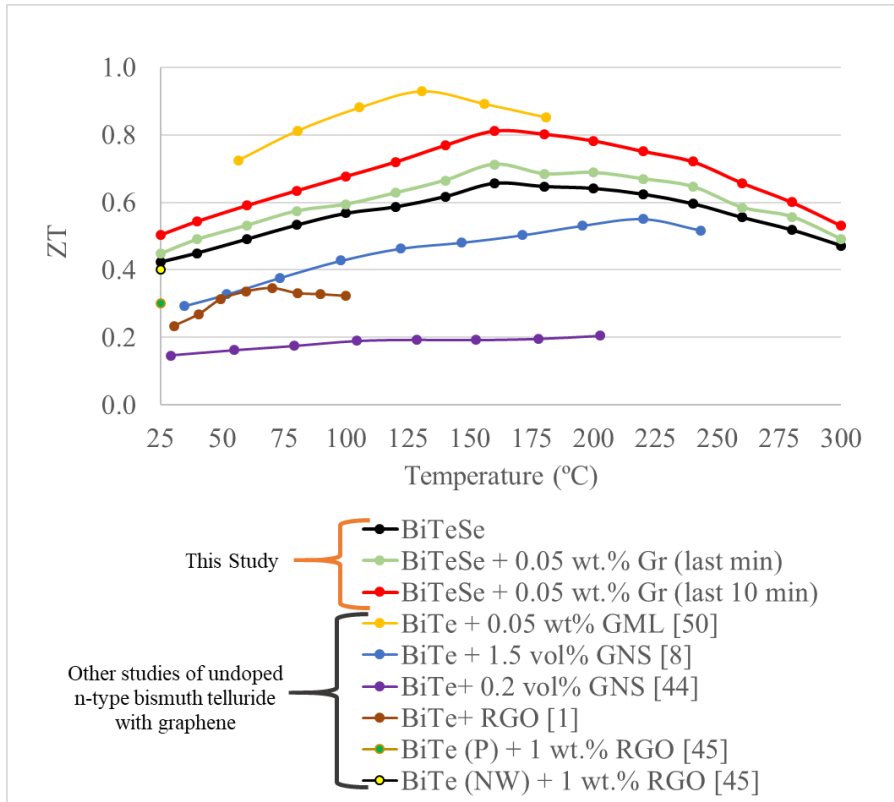 1.0
0.8
0.6
0.4
0.2
0.0
ZT
25 50 75 100 125 150 175 200 225 250 275 300
Temperature (ºC)
This Study
BiTeSe
BiTeSe + 0.05 wt.% Gr (last min)
BiTeSe + 0.05 wt.% Gr (last 10 min)
Other studies of undoped
n-type bismuth telluride
with graphene
BiTe + 0.05 wt% GML [50]
BiTe + 1.5 vol% GNS [8]
BiTe+ 0.2 vol% GNS [44]
BiTe+ RGO [1]
BiTe (P) + 1 wt.% RGO [45]
BiTe (NW) + 1 wt.% RGO [45]